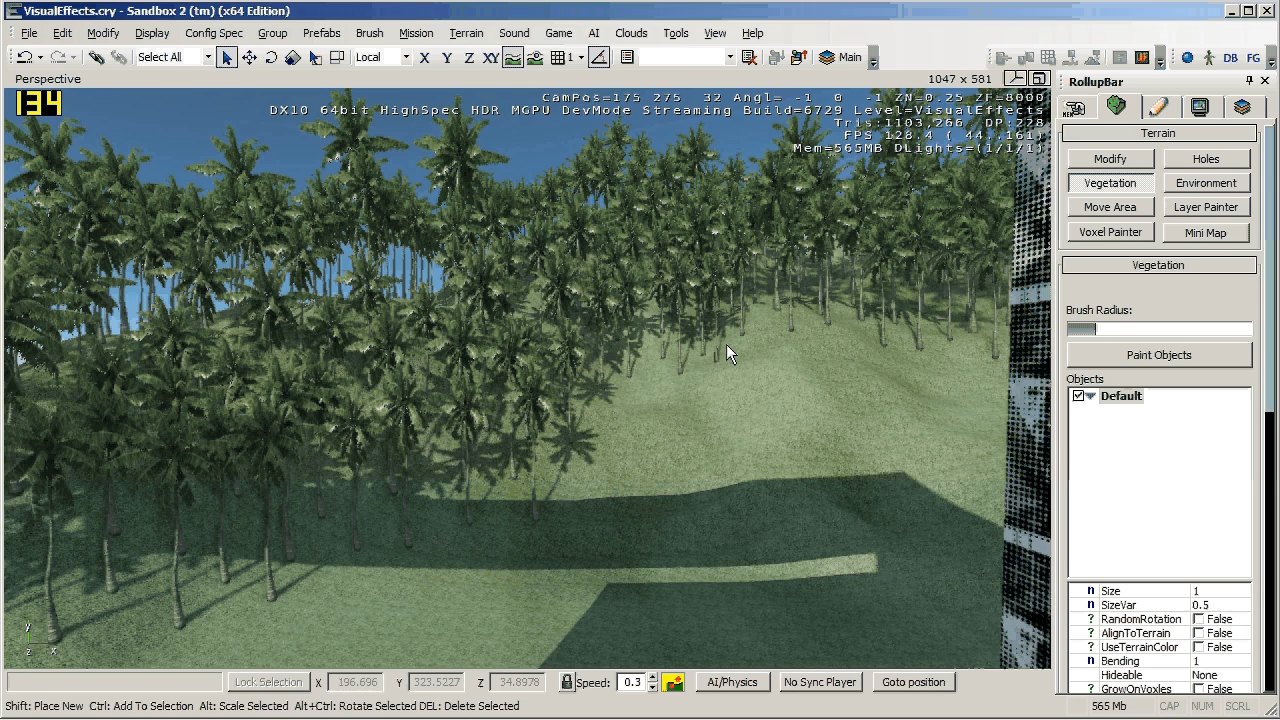 VisualEffects.cry - Sandbox 2 (tm) (x64 Edition)
File Edit Modify Display Config Spec Group Prefabs Brush Mission Terrain Sound Game AI Clouds Tools View Help
Select All Local X Y Z XY 1 Main DB FG
Perspective 1047 x 581
134
CamPos=175 275 32 Angl= -1 0 -1 ZN=0.25 ZF=8000
DX10 64bit HighSpec HDR MGPU DevMode Streaming Build=6729 Level=VisualEffects
Tris:1103,266 DP:228
FPS 128.4 ( 44..161)
Mem=565MB DLights=(1/1/1)
RollupBar
NEW
Terrain
Modify Holes
Vegetation Environment
Move Area Layer Painter
Voxel Painter Mini Map
Vegetation
Brush Radius:
Paint Objects
Objects
Default
n Size 1
n SizeVar 0.5
? RandomRotation False
? AlignToTerrain False
? UseTerrainColor False
n Bending 1
Hideable None
? GrowOnVoxles False
y
z x
Lock Selection X 196.696 Y 323.5227 Z 34.8978 Speed: 0.3 AI/Physics No Sync Player Goto position
Shift: Place New Ctrl: Add To Selection Alt: Scale Selected Alt+Ctrl: Rotate Selected DEL: Delete Selected 565 Mb CAP NUM SCRL